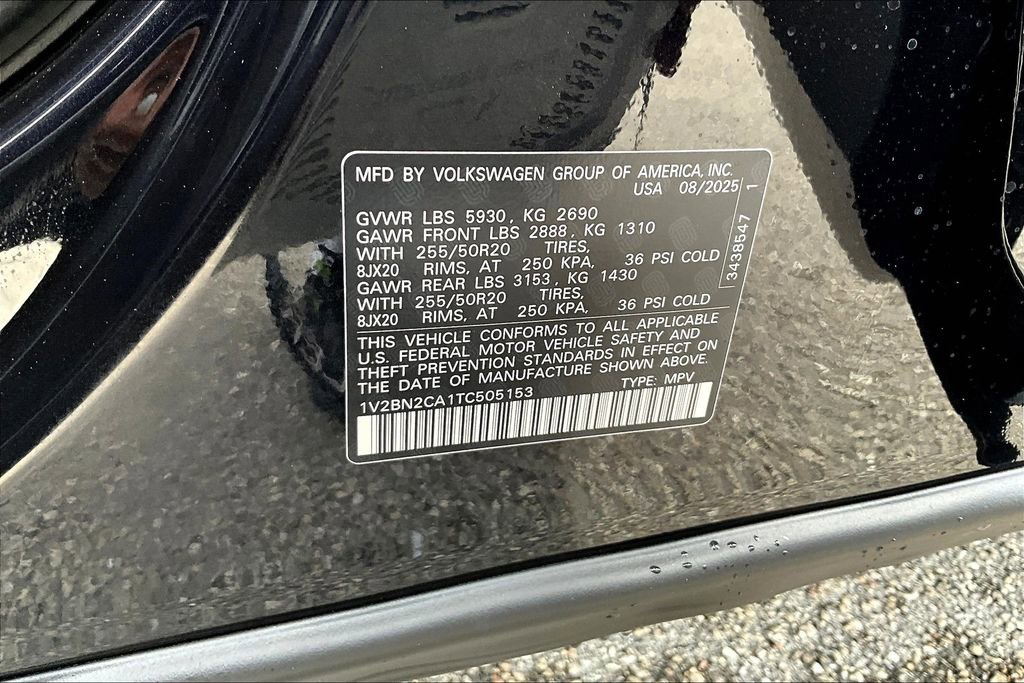 MFD BY VOLKSWAGEN GROUP OF AMERICA, INC.
USA 08/2025
GVWR LBS 5930, KG 2690
GAWR FRONT LBS 2888, KG 1310
WITH 255/50R20 TIRES,
8JX20 RIMS, AT 250 KPA, 36 PSI COLD
GAWR REAR LBS 3153, KG 1430
WITH 255/50R20 TIRES,
8JX20 RIMS, AT 250 KPA, 36 PSI COLD
3438547 1
THIS VEHICLE CONFORMS TO ALL APPLICABLE
U.S. FEDERAL MOTOR VEHICLE SAFETY AND
THEFT PREVENTION STANDARDS IN EFFECT ON
THE DATE OF MANUFACTURE SHOWN ABOVE.
TYPE: MPV
1V2BN2CA1TC505153